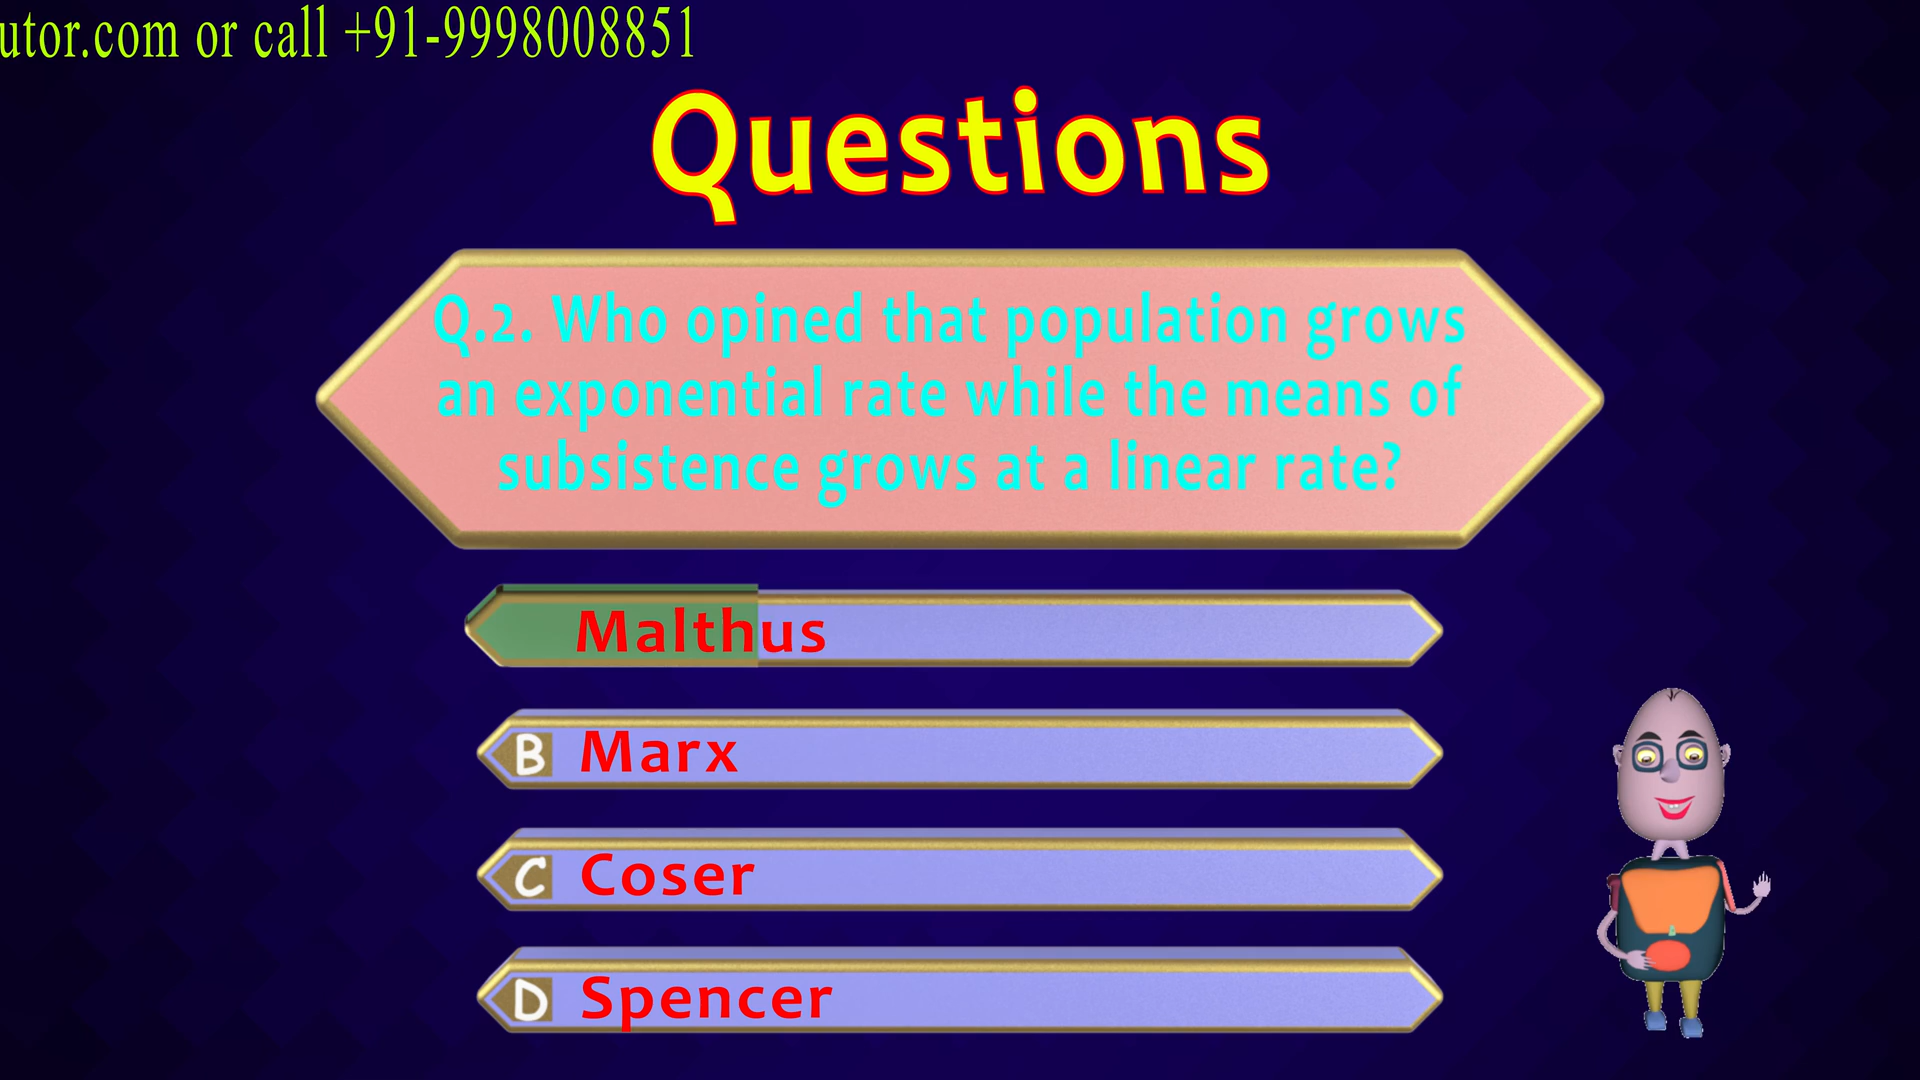 utor.com or call +91-9998008851
Questions
Q.2. Who opined that population grows
an exponential rate while the means of
subsistence grows at a linear rate?
Malthus
B Marx
C Coser
D Spencer